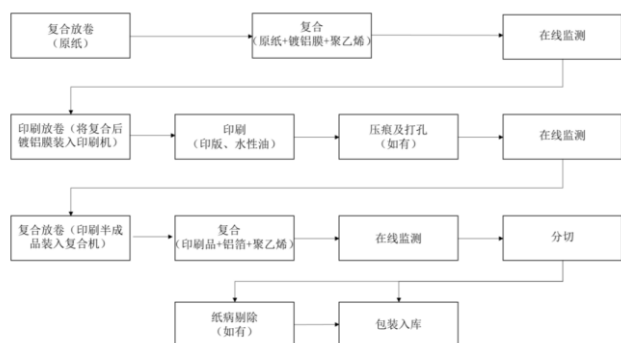 复合放卷
（原纸）
复合
（原纸+镀铝膜+聚乙烯）
在线监测
印刷放卷（将复合后
镀铝膜装入印刷机）
印刷
（印版、水性油）
压痕及打孔
（如有）
在线监测
复合放卷（印刷半成
品装入复合机）
复合
（印刷品+铝箔+聚乙烯）
在线监测
分切
纸病剔除
（如有）
包装入库